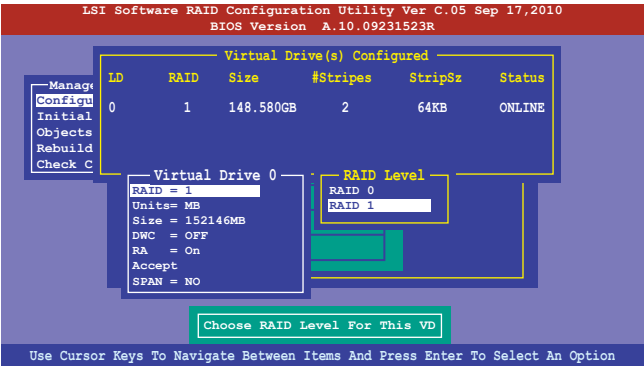 LSI Software RAID Configuration Utility Ver C.05 Sep 17,2010
BIOS Version A.10.09231523R
Virtual Drive(s) Configured
LD RAID Size #Stripes StripSz Status
0 1 148.580GB 2 64KB ONLINE
Manage
Configu
Initial
Objects
Rebuild
Check C
Virtual Drive 0
RAID = 1
Units= MB
Size = 152146MB
DWC = OFF
RA = On
Accept
SPAN = NO
RAID Level
RAID 0
RAID 1
Choose RAID Level For This VD
Use Cursor Keys To Navigate Between Items And Press Enter To Select An Option